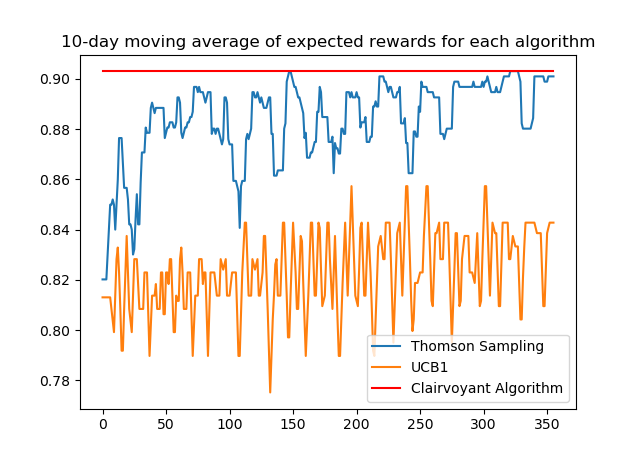 10-day moving average of expected rewards for each algorithm
0.90
0.88
0.86
0.84
0.82
0.80
0.78
Thomson Sampling
UCB1
Clairvoyant Algorithm
0 50 100 150 200 250 300 350